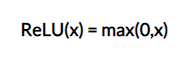 ReLU(x) = max(0,x)